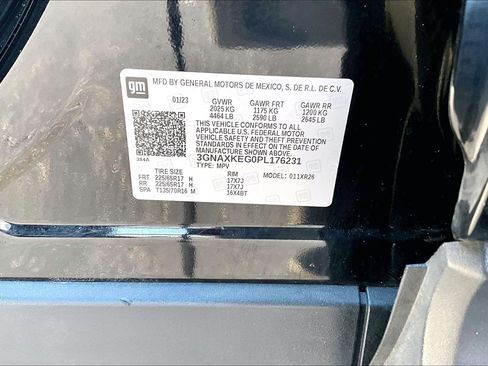 gm
MFD BY GENERAL MOTORS DE MEXICO, S. DE R.L. DE C.V.
01/23 GVWR GAWR FRT GAWR RR
2025 KG 1175 KG 1200 KG
4464 LB 2590 LB 2645 LB
THIS VEHICLE CONFORMS TO ALL
APPLICABLE U.S. FEDERAL MOTOR
VEHICLE SAFETY AND THEFT
PREVENTION STANDARDS IN EFFECT
ON THE DATE OF MANUFACTURE
SHOWN ABOVE.
3GNAXKEG0PL176231
TYPE: MPV MODEL: 011XR26
TIRE SIZE RIM
FRT 225/65R17 H 17X7J
RR 225/65R17 H 17X7J
SPA T135/70R16 M 16X4BT